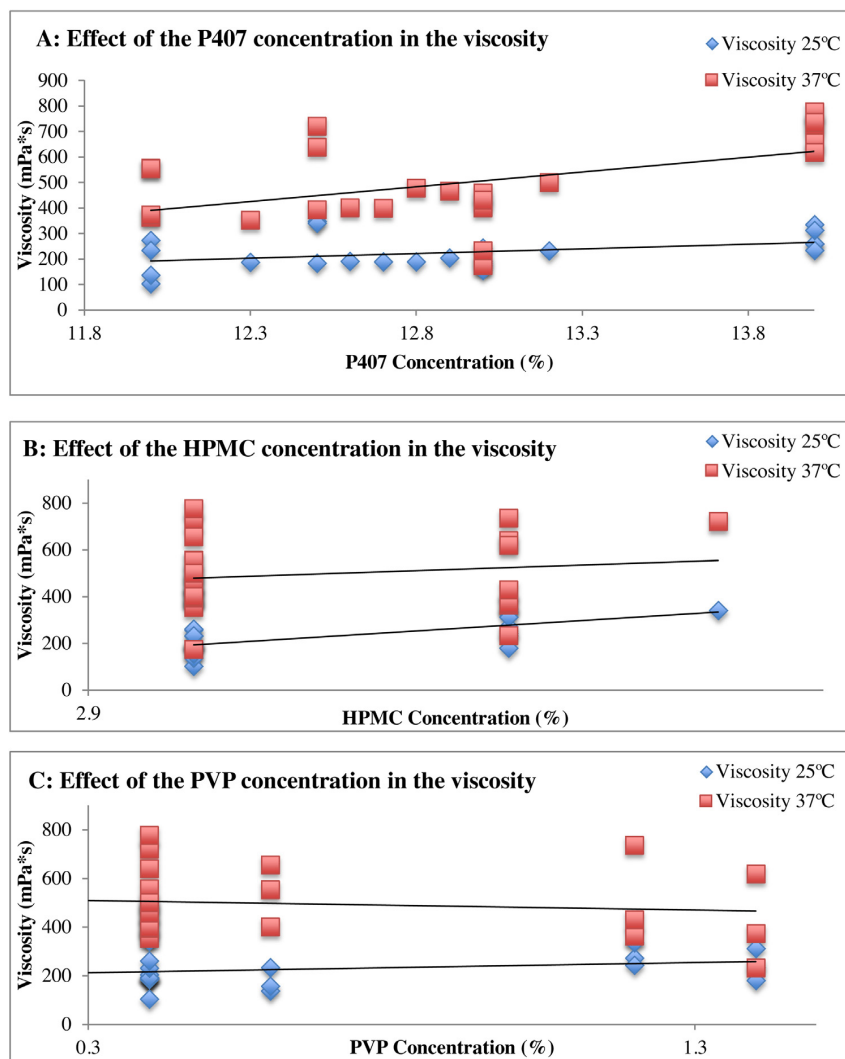 A: Effect of the P407 concentration in the viscosity
Viscosity 25ºC
Viscosity 37ºC
Viscosity (mPa*s)
900
800
700
600
500
400
300
200
100
0
11.8 12.3 12.8 13.3 13.8
P407 Concentration (%)
B: Effect of the HPMC concentration in the viscosity
Viscosity 25ºC
Viscosity 37ºC
Viscosity (mPa*s)
800
600
400
200
0
2.9
HPMC Concentration (%)
C: Effect of the PVP concentration in the viscosity
Viscosity 25ºC
Viscosity 37ºC
Viscosity (mPa*s)
800
600
400
200
0
0.3 1.3
PVP Concentration (%)